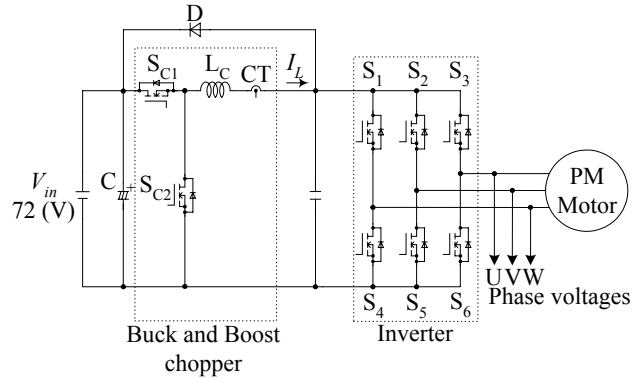 D
S_C1
L_C
CT
I_L
S_1
S_2
S_3
V_in
72 (V)
C
+
S_C2
PM
Motor
U V W
Phase voltages
S_4
S_5
S_6
Buck and Boost
chopper
Inverter